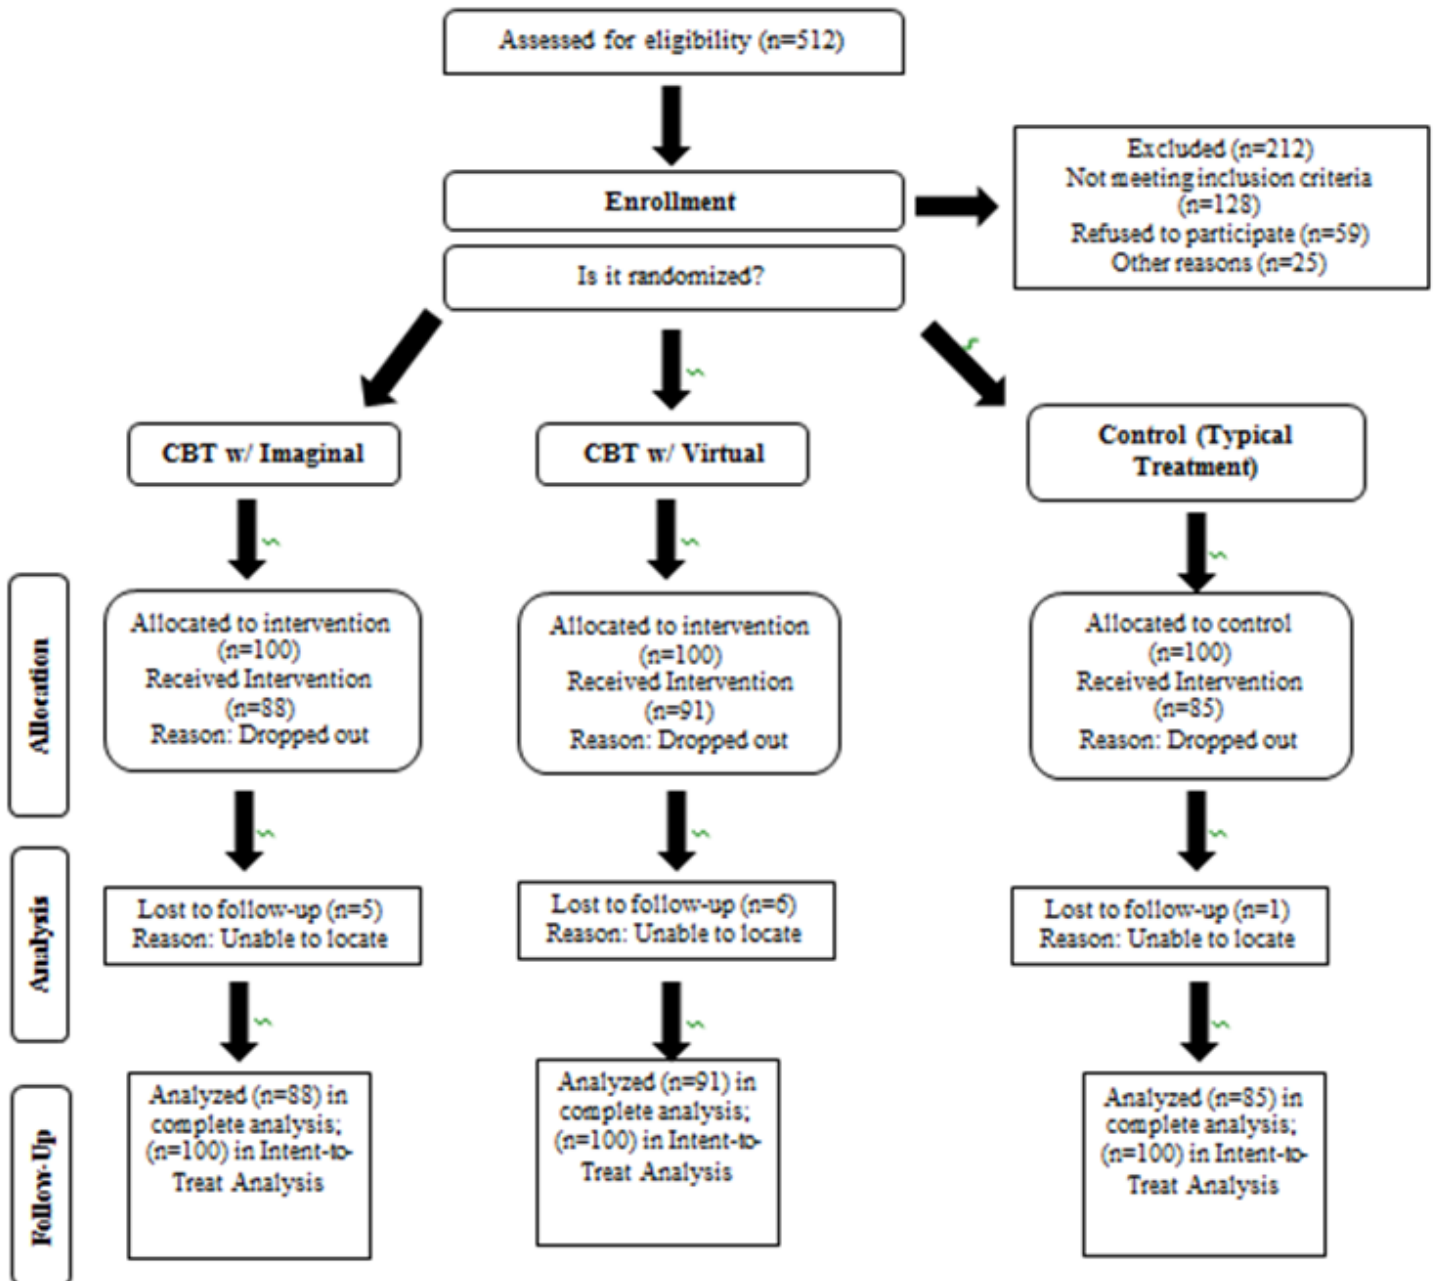 Assessed for eligibility (n=512)
Enrollment
Excluded (n=212)
Not meeting inclusion criteria
(n=128)
Refused to participate (n=59)
Other reasons (n=25)
Is it randomized?
CBT w/ Imaginal
CBT w/ Virtual
Control (Typical
Treatment)
Allocation
Allocated to intervention
(n=100)
Received Intervention
(n=88)
Reason: Dropped out
Allocated to intervention
(n=100)
Received Intervention
(n=91)
Reason: Dropped out
Allocated to control
(n=100)
Received Intervention
(n=85)
Reason: Dropped out
Analysis
Lost to follow-up (n=5)
Reason: Unable to locate
Lost to follow-up (n=6)
Reason: Unable to locate
Lost to follow-up (n=1)
Reason: Unable to locate
Follow-Up
Analyzed (n=88) in
complete analysis;
(n=100) in Intent-to-
Treat Analysis
Analyzed (n=91) in
complete analysis;
(n=100) in Intent-to-
Treat Analysis
Analyzed (n=85) in
complete analysis;
(n=100) in Intent-to-
Treat Analysis